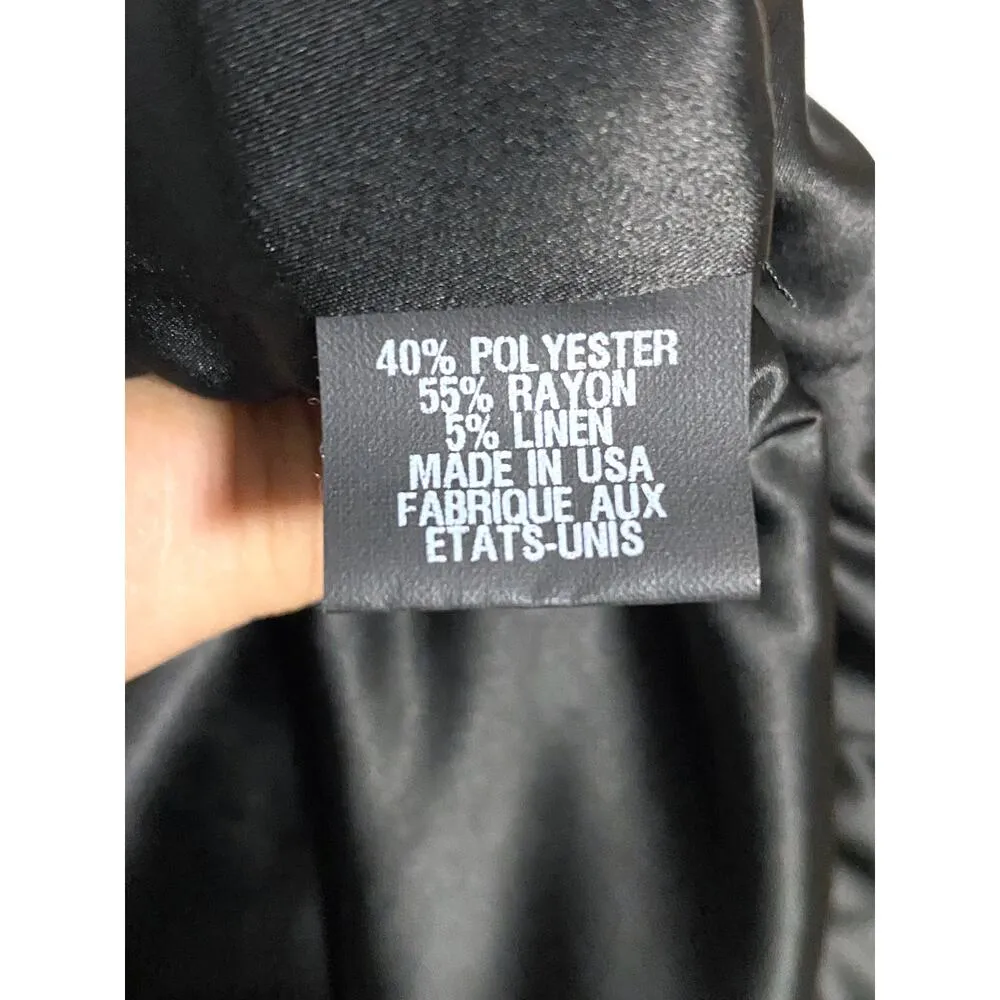 40% POLYESTER
55% RAYON
5% LINEN
MADE IN USA
FABRIQUE AUX
ETATS-UNIS